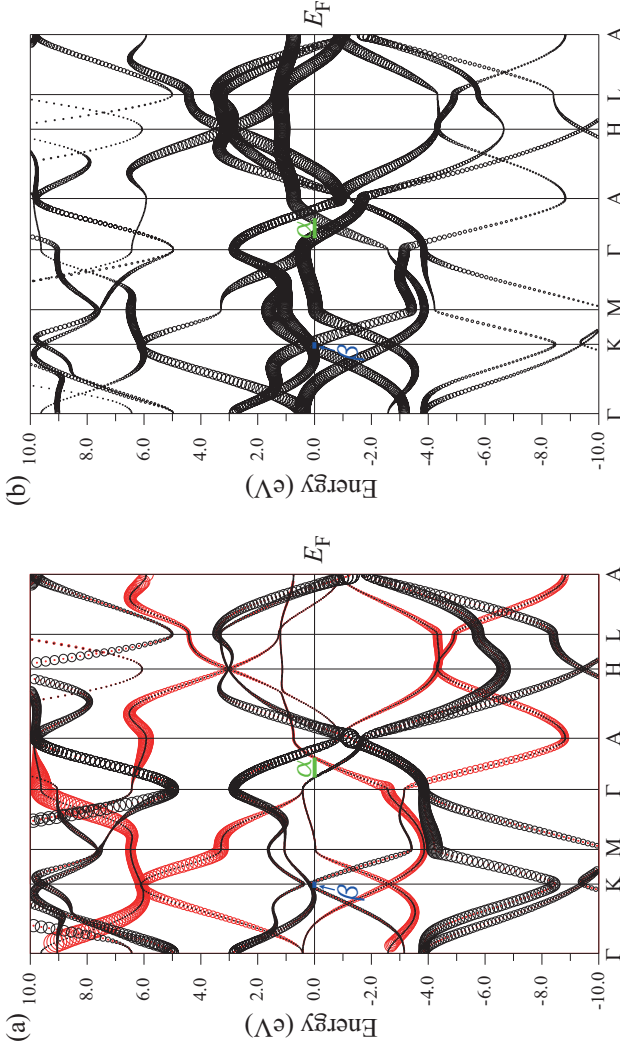 (a)
Energy (eV)
10.0
8.0
6.0
4.0
2.0
0.0
-2.0
-4.0
-6.0
-8.0
-10.0
E_F
α
β
Γ K M Γ A H L A
(b)
Energy (eV)
10.0
8.0
6.0
4.0
2.0
0.0
-2.0
-4.0
-6.0
-8.0
-10.0
E_F
α
β
Γ K M Γ A H L A